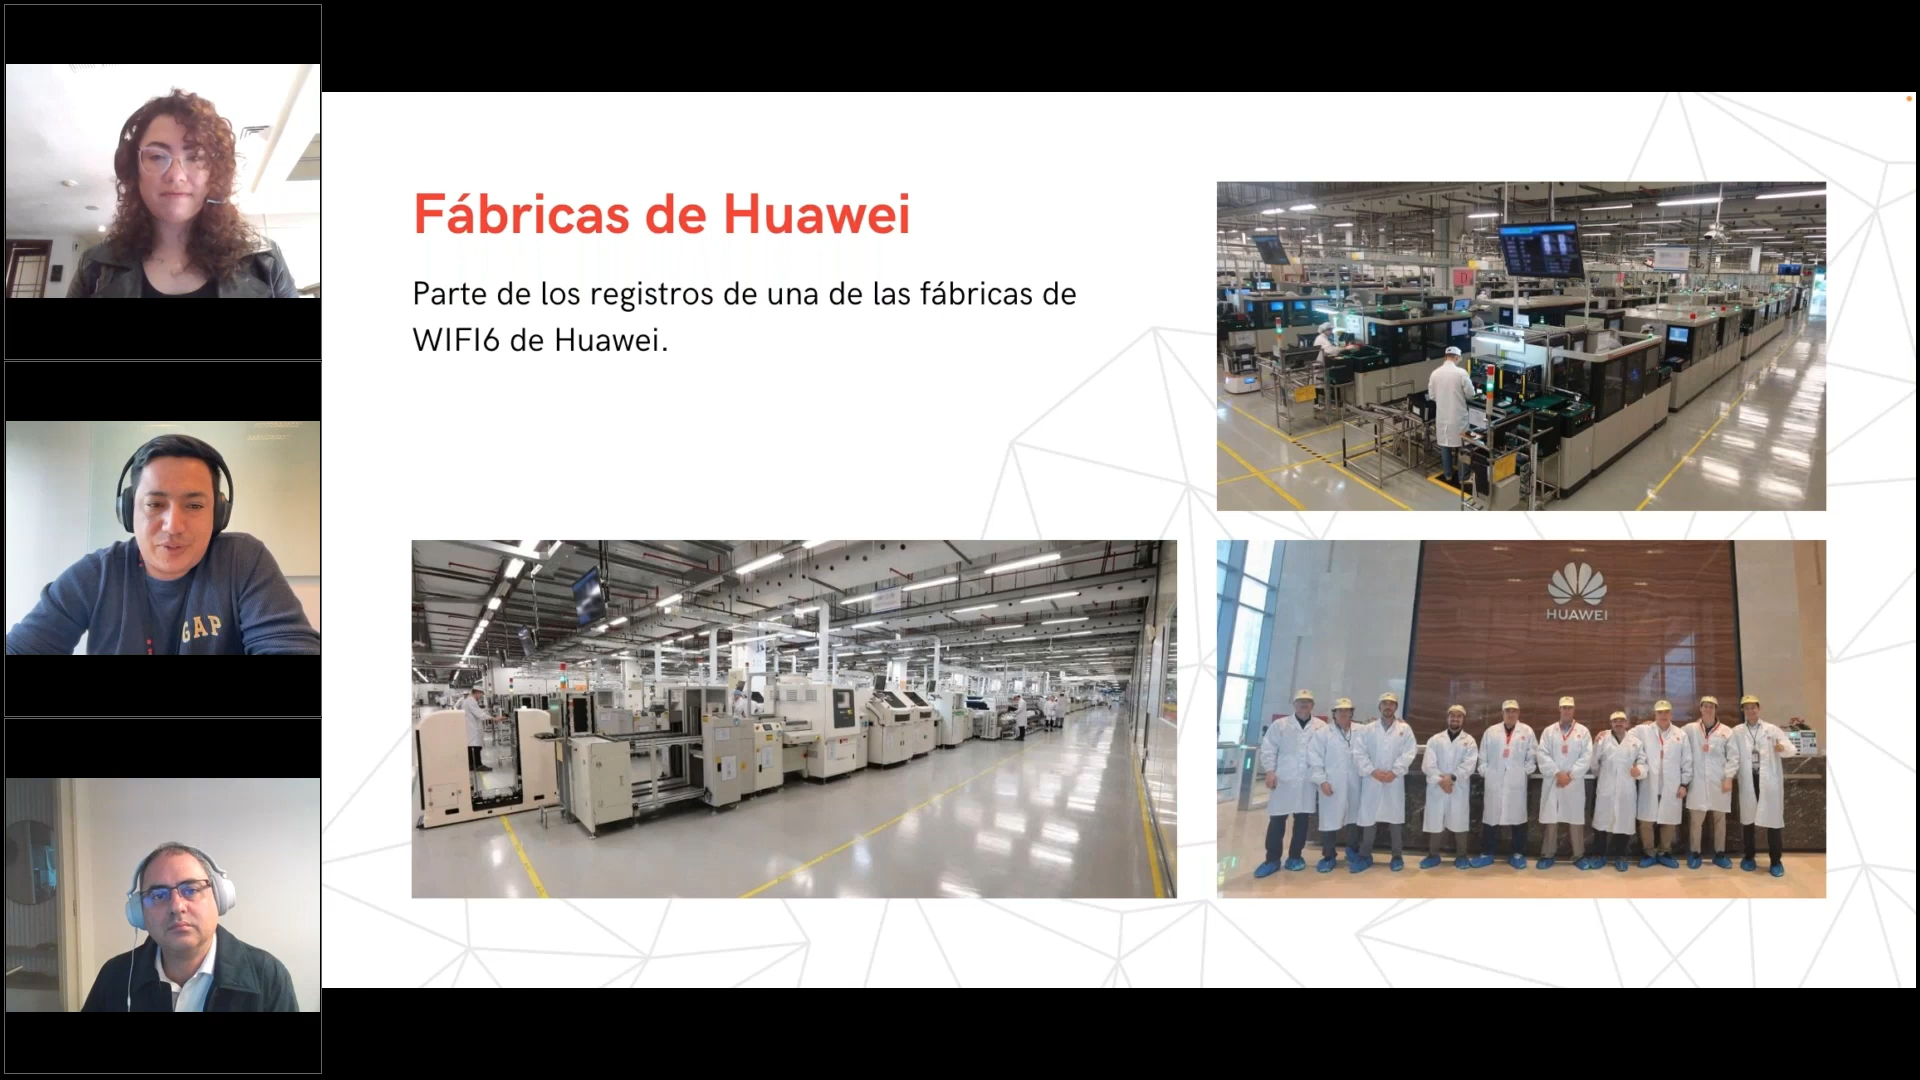 Fábricas de Huawei
Parte de los registros de una de las fábricas de
WIFI6 de Huawei.
D
HUAWEI
GAP